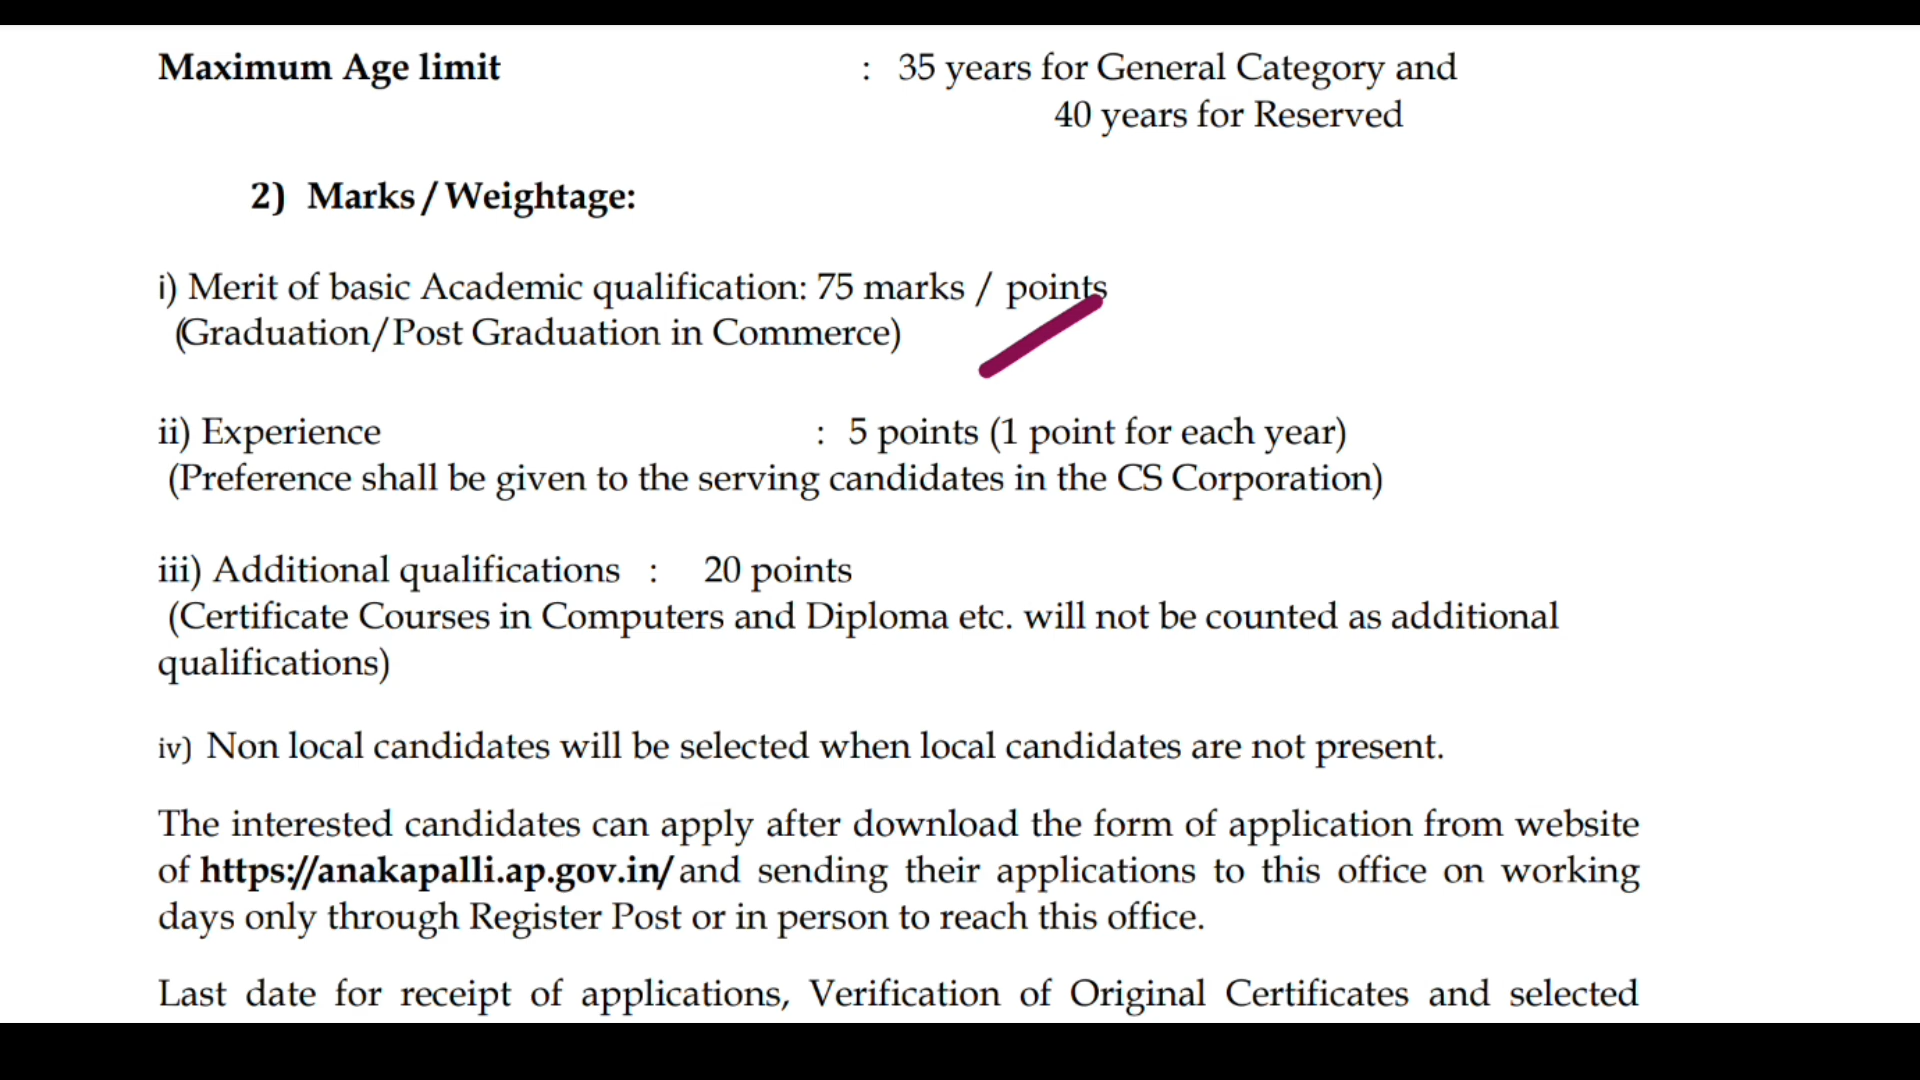 Maximum Age limit : 35 years for General Category and
40 years for Reserved
2) Marks / Weightage:
i) Merit of basic Academic qualification: 75 marks / points
(Graduation/Post Graduation in Commerce)
ii) Experience : 5 points (1 point for each year)
(Preference shall be given to the serving candidates in the CS Corporation)
iii) Additional qualifications : 20 points
(Certificate Courses in Computers and Diploma etc. will not be counted as additional
qualifications)
iv) Non local candidates will be selected when local candidates are not present.
The interested candidates can apply after download the form of application from website
of https://anakapalli.ap.gov.in/ and sending their applications to this office on working
days only through Register Post or in person to reach this office.
Last date for receipt of applications, Verification of Original Certificates and selected